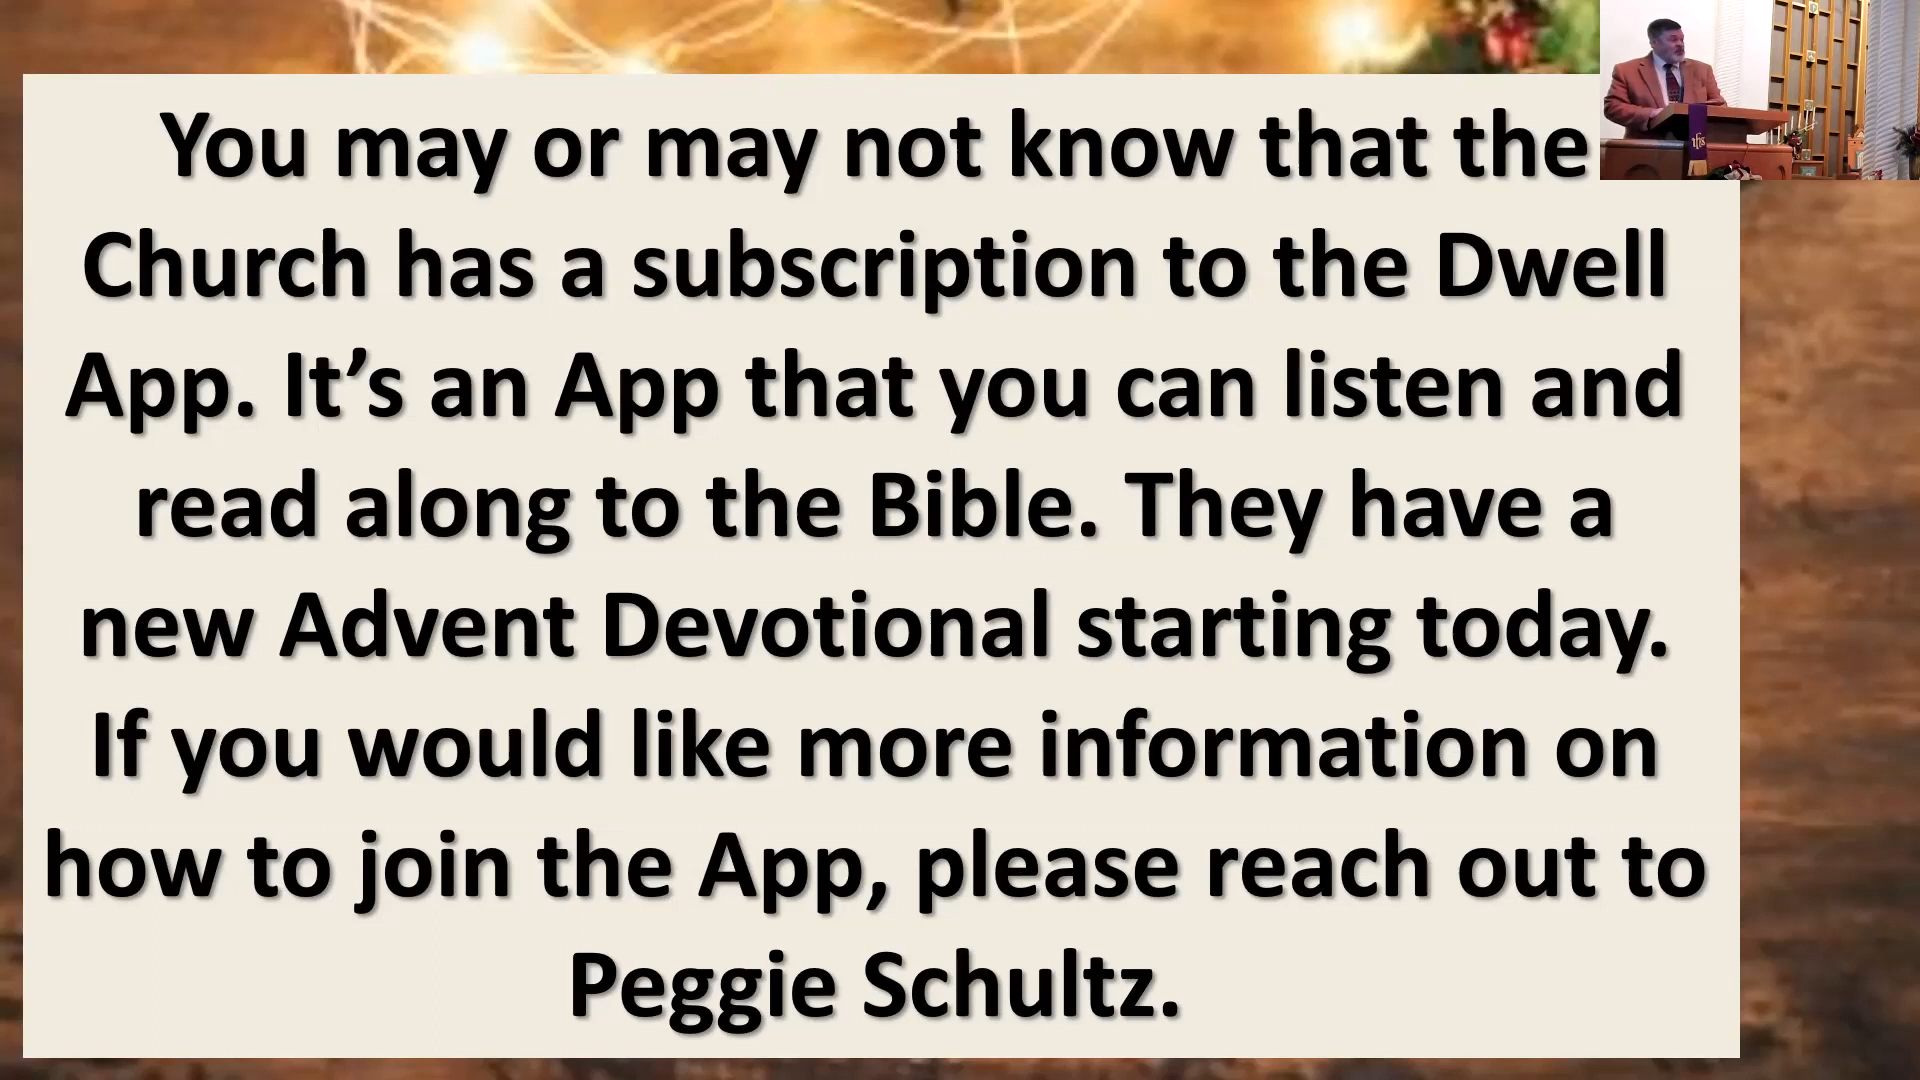 You may or may not know that the
Church has a subscription to the Dwell
App. It’s an App that you can listen and
read along to the Bible. They have a
new Advent Devotional starting today.
If you would like more information on
how to join the App, please reach out to
Peggie Schultz.
ihs